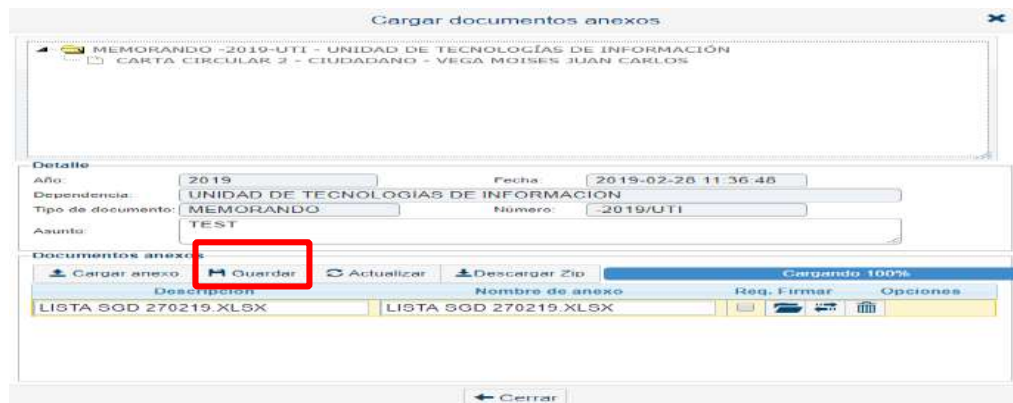 Cargar documentos anexos
MEMORANDO -2019-UTI - UNIDAD DE TECNOLOGÍAS DE INFORMACIÓN
CARTA CIRCULAR 2 - CIUDADANO - VEGA MOISES JUAN CARLOS
Detalle
Año: 2019 Fecha 2019-02-28 11:36:48
Dependencia: UNIDAD DE TECNOLOGÍAS DE INFORMACION
Tipo de documento: MEMORANDO Número: -2019/UTI
Asunto: TEST
Documentos anexos
Cargar anexo Guardar Actualizar Descargar Zip Cargando 100%
Descripción Nombre de anexo Req. Firmar Opciones
LISTA SGD 270219.XLSX LISTA SGD 270219.XLSX
Cerrar